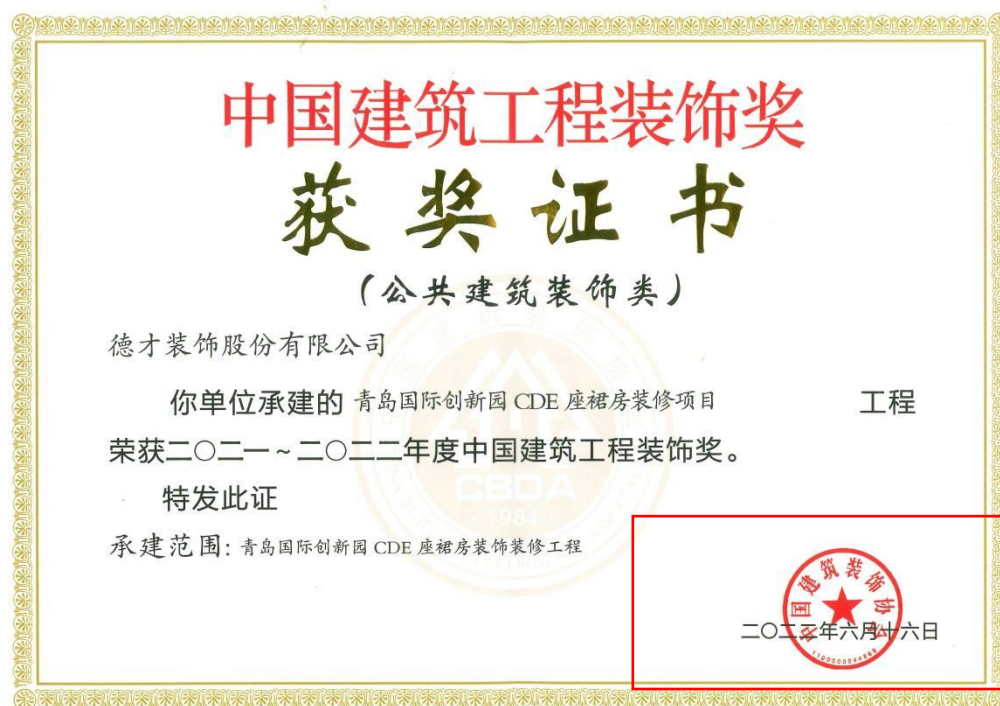 中国建筑工程装饰奖
获奖证书
（公共建筑装饰类）
德才装饰股份有限公司
你单位承建的 青岛国际创新园 CDE 座裙房装修项目 工程
荣获二〇二一～二〇二二年度中国建筑工程装饰奖。
特发此证
承建范围：青岛国际创新园 CDE 座裙房装饰装修工程
CBDA
1984
中国建筑装饰协会
二〇二三年六月十六日